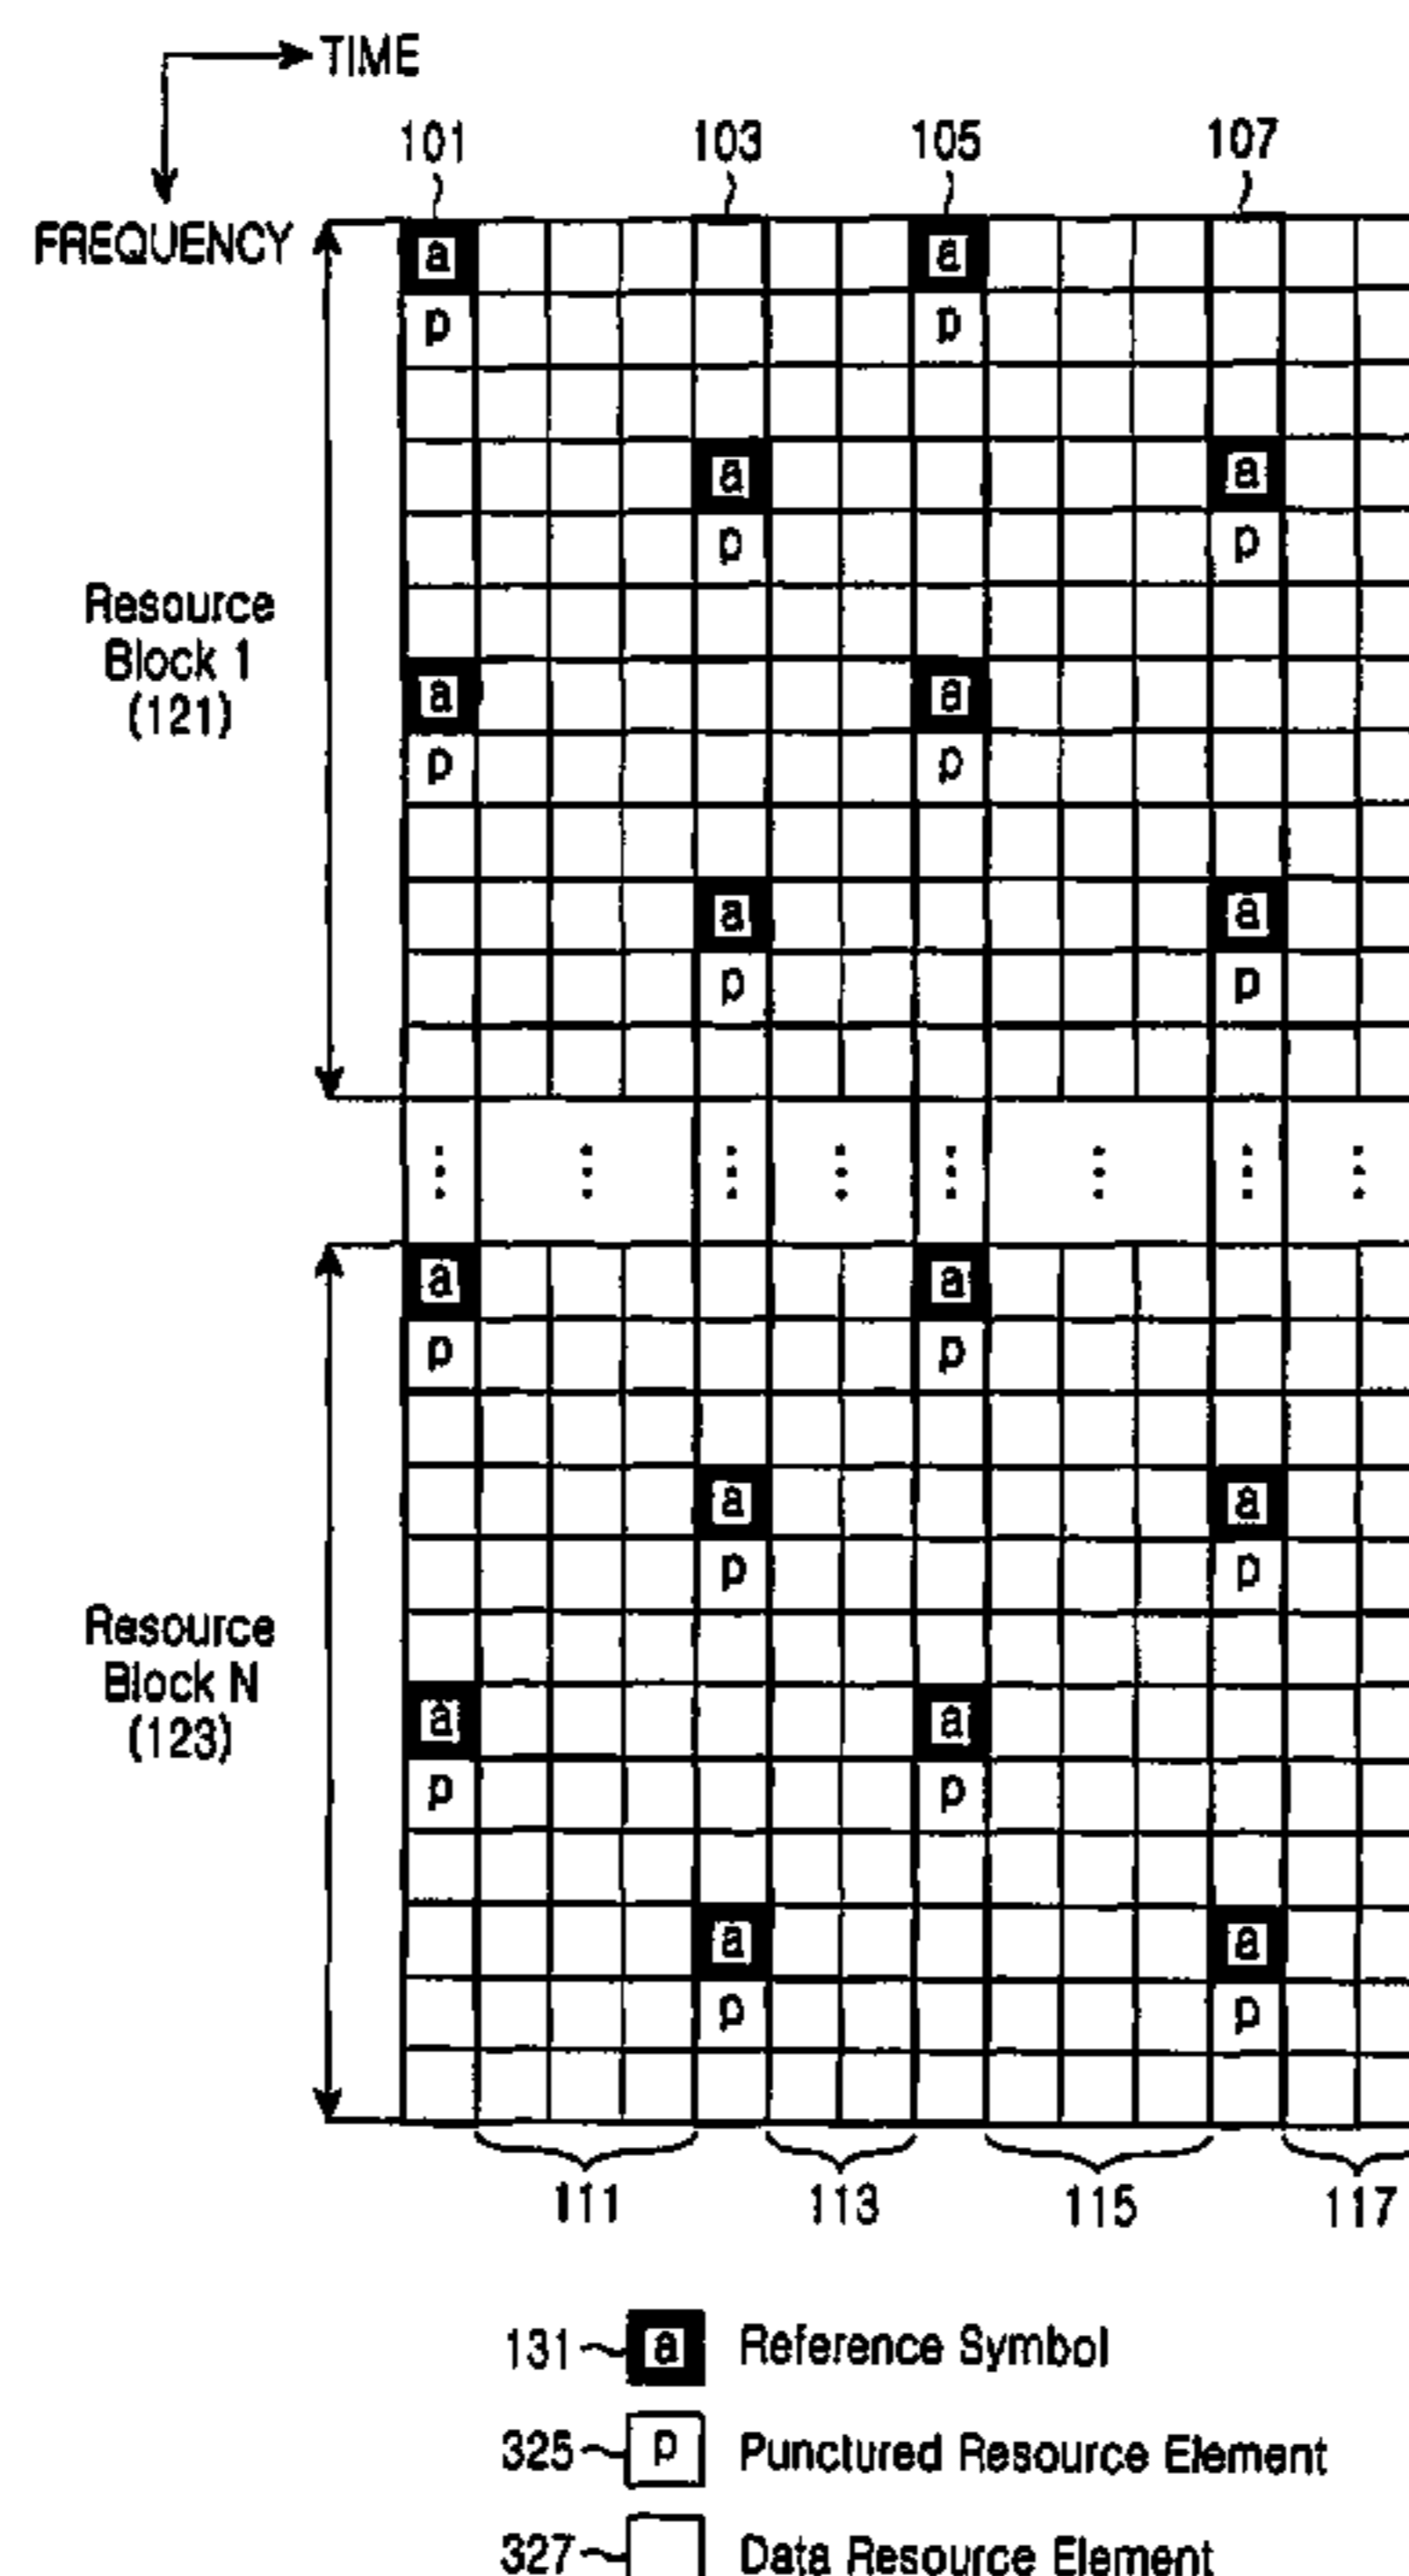 TIME
101 103 105 107
FREQUENCY
a a
p p
a a
p p
Resource
Block 1
(121)
a a
p p
a a
p p
a a
p p
a a
p p
Resource
Block N
(123)
a a
p p
a a
p p
111 113 115 117
131 a Reference Symbol
325 p Punctured Resource Element
327 Data Resource Element